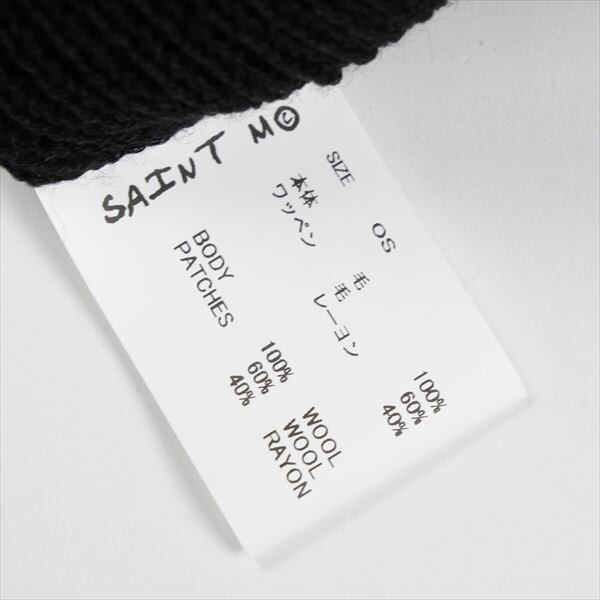 SAINT M©
SIZE OS
本体 毛 100%
ワッペン 毛 60%
レーヨン 40%
BODY 100% WOOL
PATCHES 60% WOOL
40% RAYON